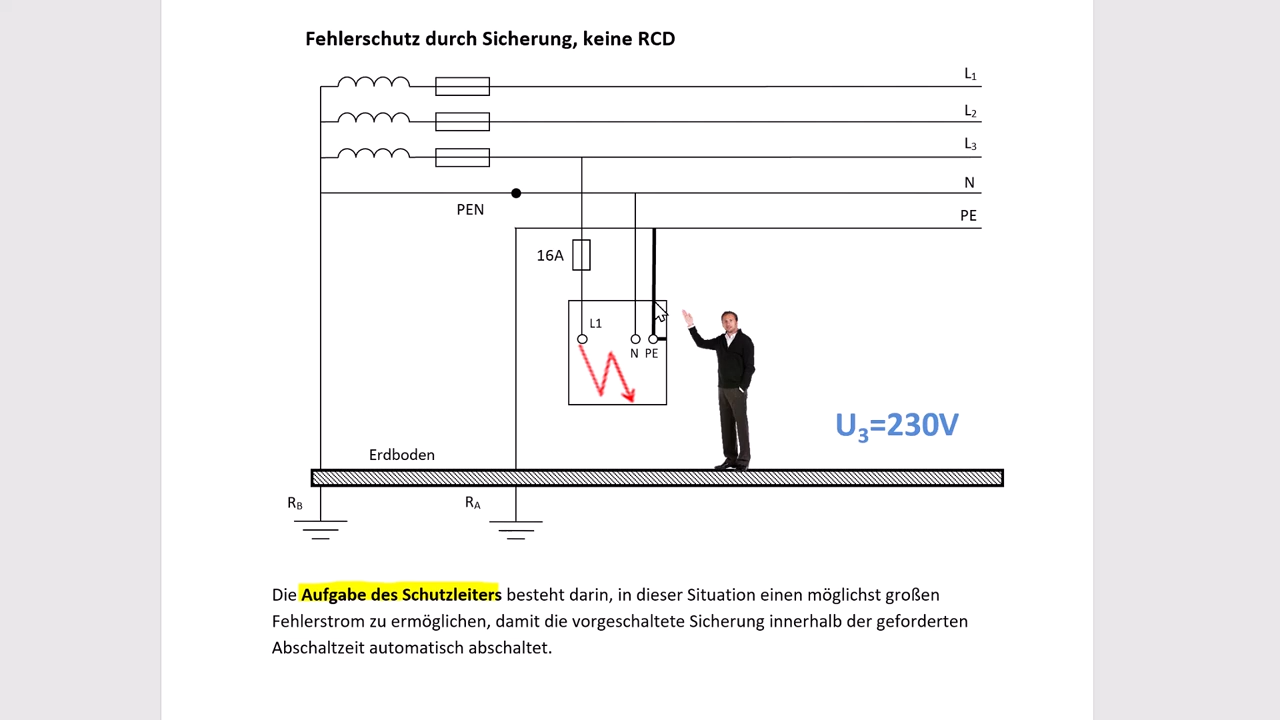 Fehlerschutz durch Sicherung, keine RCD
L1
L2
L3
N
PEN
PE
16A
L1
N PE
U3=230V
Erdboden
RB
RA
Die Aufgabe des Schutzleiters besteht darin, in dieser Situation einen möglichst großen
Fehlerstrom zu ermöglichen, damit die vorgeschaltete Sicherung innerhalb der geforderten
Abschaltzeit automatisch abschaltet.